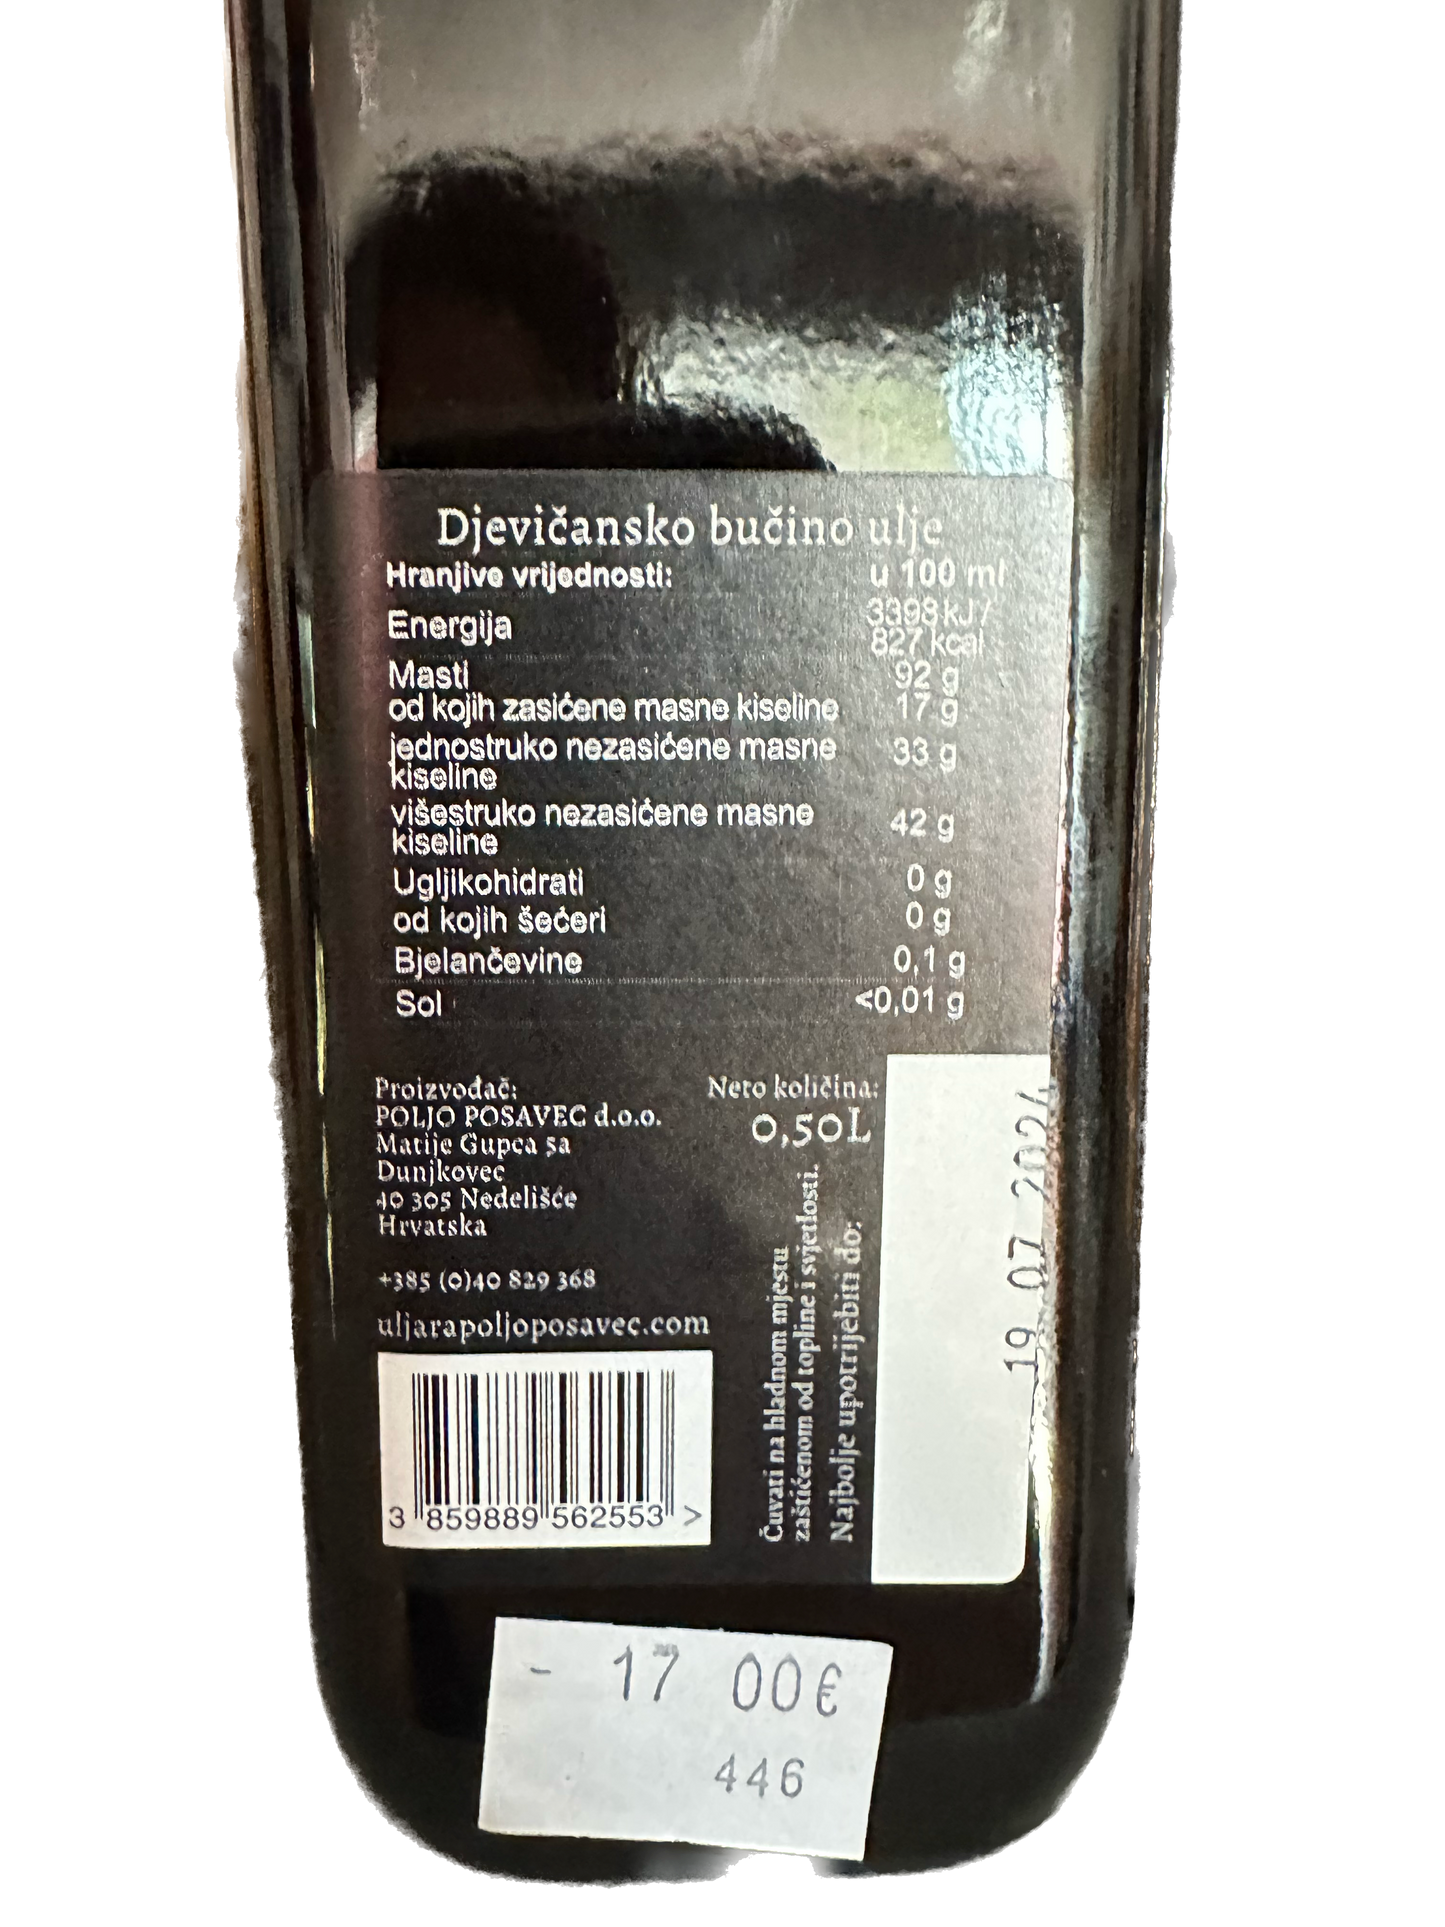 Djevičansko bučino ulje
Hranjive vrijednosti: u 100 ml
Energija 3398 kJ /
827 kcal
Masti 92 g
od kojih zasićene masne kiseline 17 g
jednostruko nezasićene masne 33 g
kiseline
višestruko nezasićene masne 42 g
kiseline
Ugljikohidrati 0 g
od kojih šećeri 0 g
Bjelančevine 0,1 g
Sol <0,01 g
Proizvođač:
POLJO POSAVEC d.o.o.
Matije Gupca 5a
Dunjkovec
40 305 Nedelišće
Hrvatska
+385 (0)40 829 368
uljarapoljoposavec.com
3 859889 562553 >
Neto količina:
0,50L
Čuvati na hladnom mjestu
zaštićenom od topline i svjetlosti.
Najbolje upotrijebiti do:
19 07 2024
- 17 00€
446